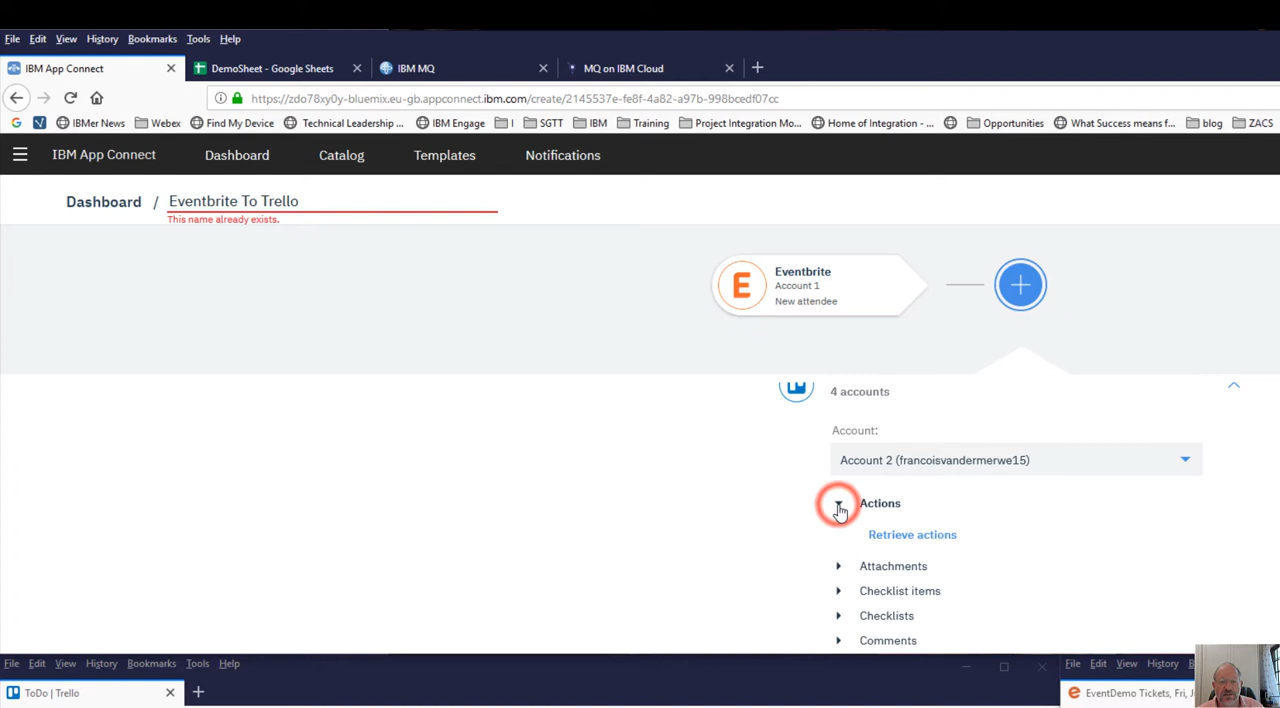 File Edit View History Bookmarks Tools Help
IBM App Connect DemoSheet - Google Sheets IBM MQ MQ on IBM Cloud
https://zdo78xy0y-bluemix.eu-gb.appconnect.ibm.com/create/2145537e-fe8f-4a82-a97b-998bcedf07cc
IBMer News Webex Find My Device Technical Leadership ... IBM Engage I SGTT IBM Training Project Integration Mo... Home of Integration - ... Opportunities What Success means f... blog ZACS
IBM App Connect Dashboard Catalog Templates Notifications
Dashboard / Eventbrite To Trello
This name already exists.
E
Eventbrite
Account 1
New attendee
4 accounts
Account:
Account 2 (francoisvandermerwe15)
Actions
Retrieve actions
Attachments
Checklist items
Checklists
Comments
File Edit View History Bookmarks Tools Help File Edit View History
ToDo | Trello EventDemo Tickets, Fri, J